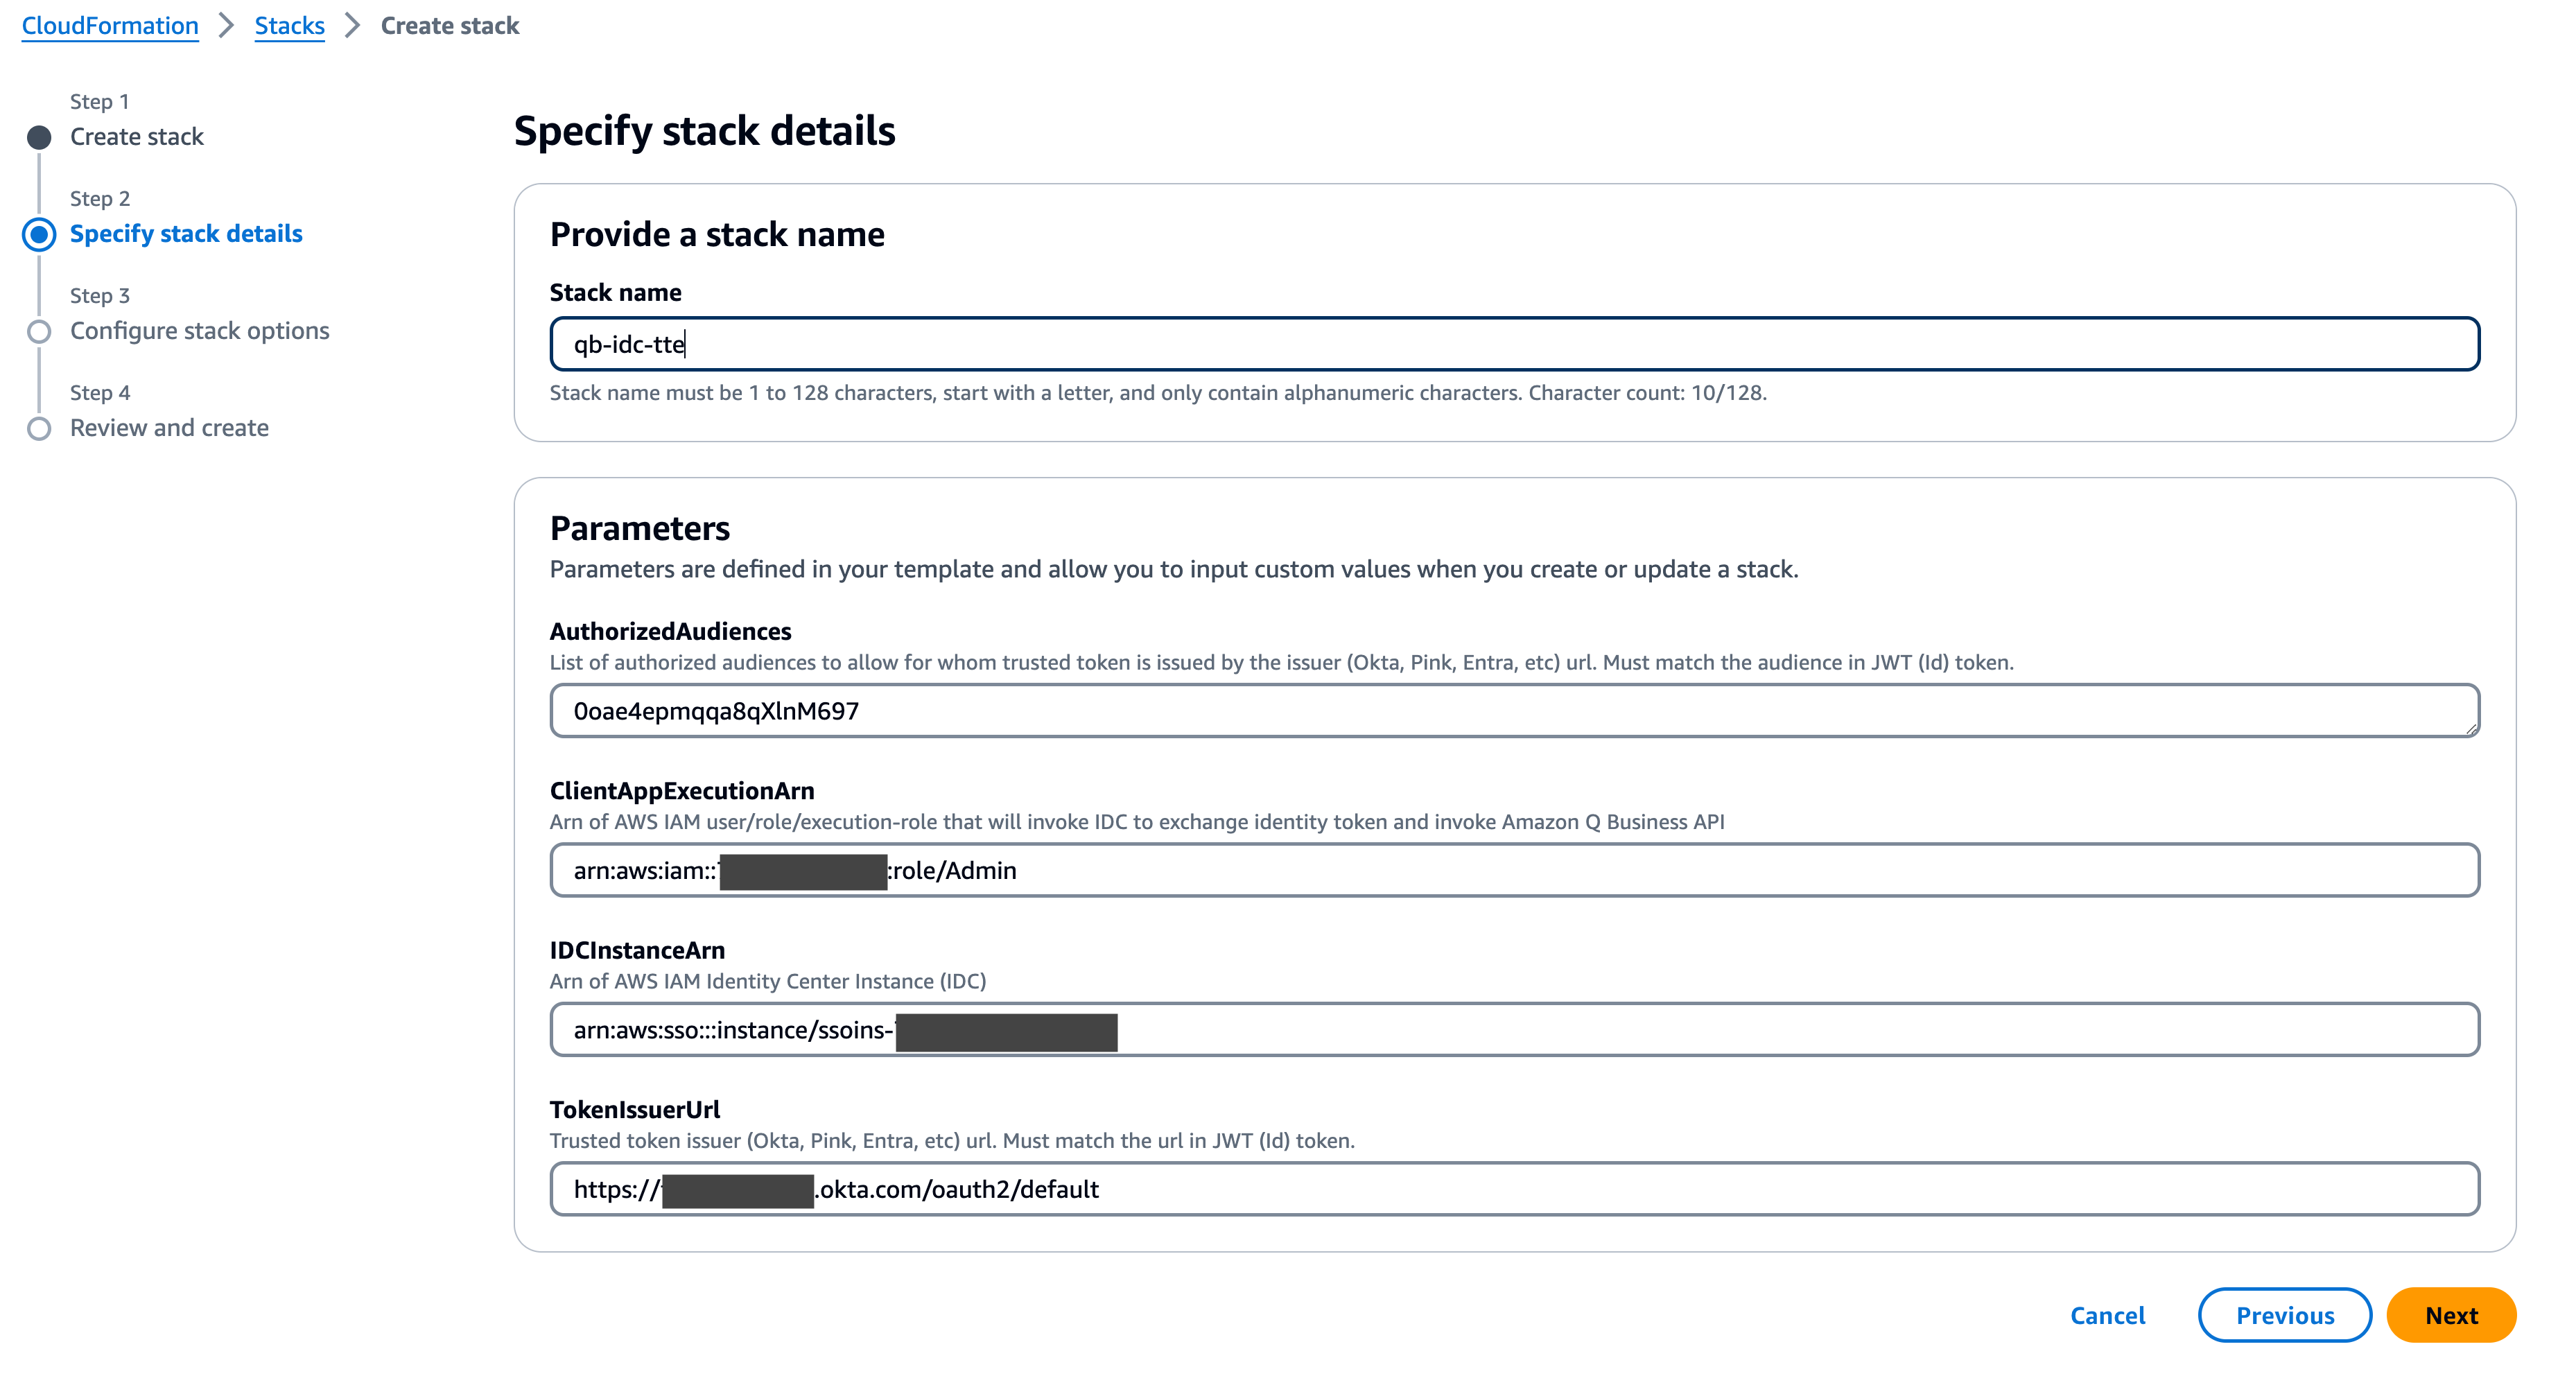 CloudFormation > Stacks > Create stack
Step 1
Create stack
Step 2
Specify stack details
Step 3
Configure stack options
Step 4
Review and create
Specify stack details
Provide a stack name
Stack name
qb-idc-tte
Stack name must be 1 to 128 characters, start with a letter, and only contain alphanumeric characters. Character count: 10/128.
Parameters
Parameters are defined in your template and allow you to input custom values when you create or update a stack.
AuthorizedAudiences
List of authorized audiences to allow for whom trusted token is issued by the issuer (Okta, Pink, Entra, etc) url. Must match the audience in JWT (Id) token.
0oae4epmqqa8qXlnM697
ClientAppExecutionArn
Arn of AWS IAM user/role/execution-role that will invoke IDC to exchange identity token and invoke Amazon Q Business API
arn:aws:iam:: :role/Admin
IDCInstanceArn
Arn of AWS IAM Identity Center Instance (IDC)
arn:aws:sso:::instance/ssoins-
TokenIssuerUrl
Trusted token issuer (Okta, Pink, Entra, etc) url. Must match the url in JWT (Id) token.
https:// .okta.com/oauth2/default
Cancel
Previous
Next